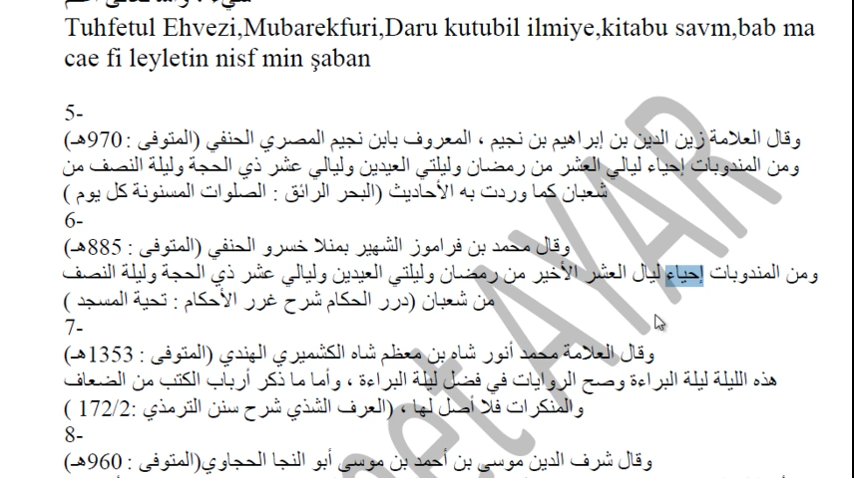 شيء ، والله تعالى أعلم
Tuhfetul Ehvezi,Mubarekfuri,Daru kutubil ilmiye,kitabu savm,bab ma
cae fi leyletin nisf min şaban
5-
وقال العلامة زين الدين بن إبراهيم بن نجيم ، المعروف بابن نجيم المصري الحنفي (المتوفى : 970هـ)
ومن المندوبات إحياء ليالي العشر من رمضان وليلتي العيدين وليالي عشر ذي الحجة وليلة النصف من
شعبان كما وردت به الأحاديث (البحر الرائق : الصلوات المسنونة كل يوم )
6-
وقال محمد بن فراموز الشهير بمنلا خسرو الحنفي (المتوفى : 885هـ)
ومن المندوبات إحياء ليال العشر الأخير من رمضان وليلتي العيدين وليالي عشر ذي الحجة وليلة النصف
من شعبان (درر الحكام شرح غرر الأحكام : تحية المسجد )
7-
وقال العلامة محمد أنور شاه بن معظم شاه الكشميري الهندي (المتوفى : 1353هـ)
هذه الليلة ليلة البراءة وصح الروايات في فضل ليلة البراءة ، وأما ما ذكر أرباب الكتب من الضعاف
والمنكرات فلا أصل لها ، (العرف الشذي شرح سنن الترمذي :172/2 )
8-
وقال شرف الدين موسى بن أحمد بن موسى أبو النجا الحجاوي(المتوفى : 960هـ)
AYAR